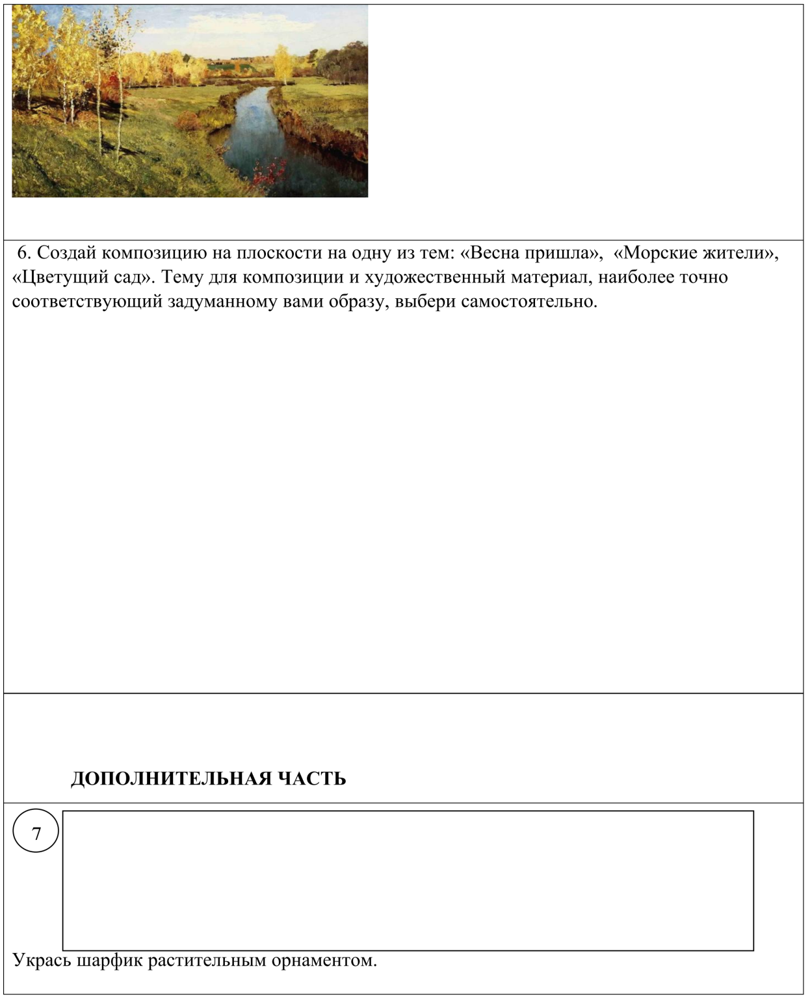 6. Создай композицию на плоскости на одну из тем: «Весна пришла», «Морские жители»,
«Цветущий сад». Тему для композиции и художественный материал, наиболее точно
соответствующий задуманному вами образу, выбери самостоятельно.
ДОПОЛНИТЕЛЬНАЯ ЧАСТЬ
7
Укрась шарфик растительным орнаментом.